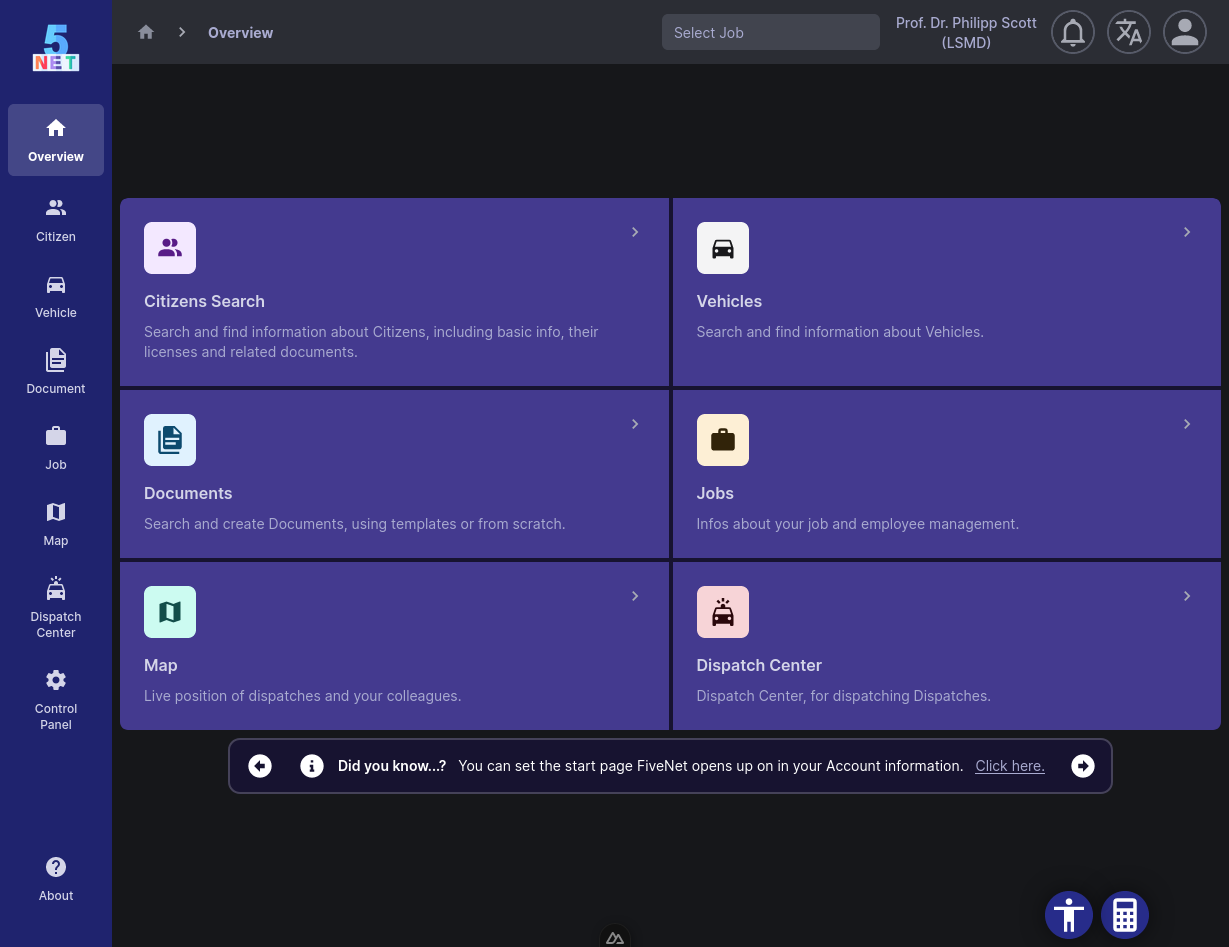 5
NET
Overview
Select Job
Prof. Dr. Philipp Scott
(LSMD)
Overview
Citizen
Vehicle
Document
Job
Map
Dispatch
Center
Control
Panel
About
Citizens Search
Search and find information about Citizens, including basic info, their
licenses and related documents.
Vehicles
Search and find information about Vehicles.
Documents
Search and create Documents, using templates or from scratch.
Jobs
Infos about your job and employee management.
Map
Live position of dispatches and your colleagues.
Dispatch Center
Dispatch Center, for dispatching Dispatches.
Did you know...? You can set the start page FiveNet opens up on in your Account information. Click here.